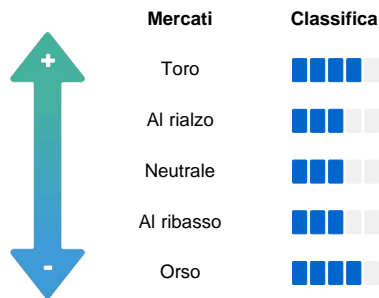 Mercati Classifica
+
Toro
Al rialzo
Neutrale
Al ribasso
-
Orso